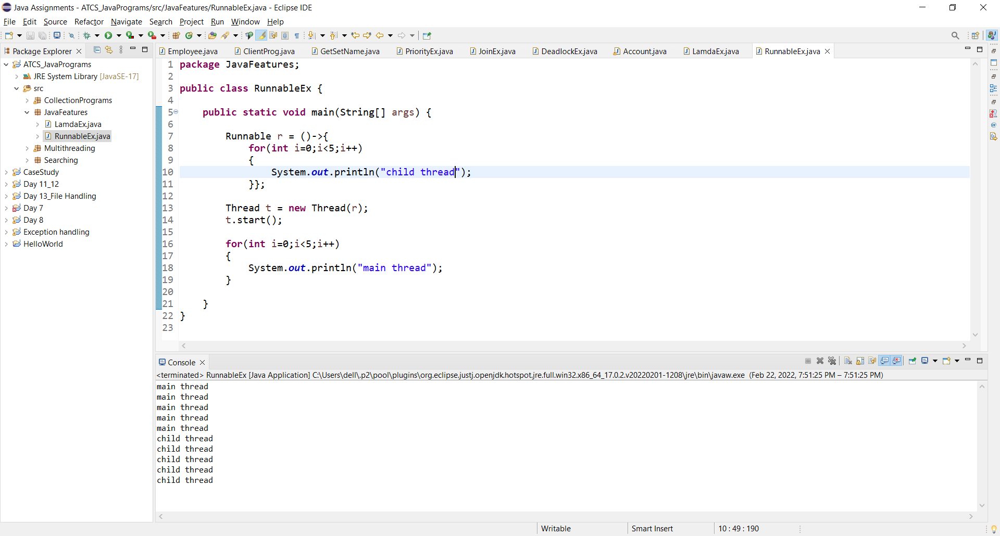 Java Assignments - ATCS_JavaPrograms/src/JavaFeatures/RunnableEx.java - Eclipse IDE
File Edit Source Refactor Navigate Search Project Run Window Help
Package Explorer
Employee.java ClientProg.java GetSetName.java PriorityEx.java JoinEx.java DeadlockEx.java Account.java LamdaEx.java RunnableEx.java
ATCS_JavaPrograms
JRE System Library [JavaSE-17]
src
CollectionPrograms
JavaFeatures
LamdaEx.java
RunnableEx.java
Multithreading
Searching
CaseStudy
Day 11_12
Day 13_File Handling
Day 7
Day 8
Exception handling
HelloWorld
1 package JavaFeatures;
2
3 public class RunnableEx {
4
5 public static void main(String[] args) {
6
7 Runnable r = ()->{
8 for(int i=0;i<5;i++)
9 {
10 System.out.println("child thread");
11 }};
12
13 Thread t = new Thread(r);
14 t.start();
15
16 for(int i=0;i<5;i++)
17 {
18 System.out.println("main thread");
19 }
20
21 }
22 }
23
Console
<terminated> RunnableEx [Java Application] C:\Users\dell\.p2\pool\plugins\org.eclipse.justj.openjdk.hotspot.jre.full.win32.x86_64_17.0.2.v20220201-1208\jre\bin\javaw.exe (Feb 22, 2022, 7:51:25 PM – 7:51:25 PM)
main thread
main thread
main thread
main thread
main thread
child thread
child thread
child thread
child thread
child thread
Writable Smart Insert 10 : 49 : 190